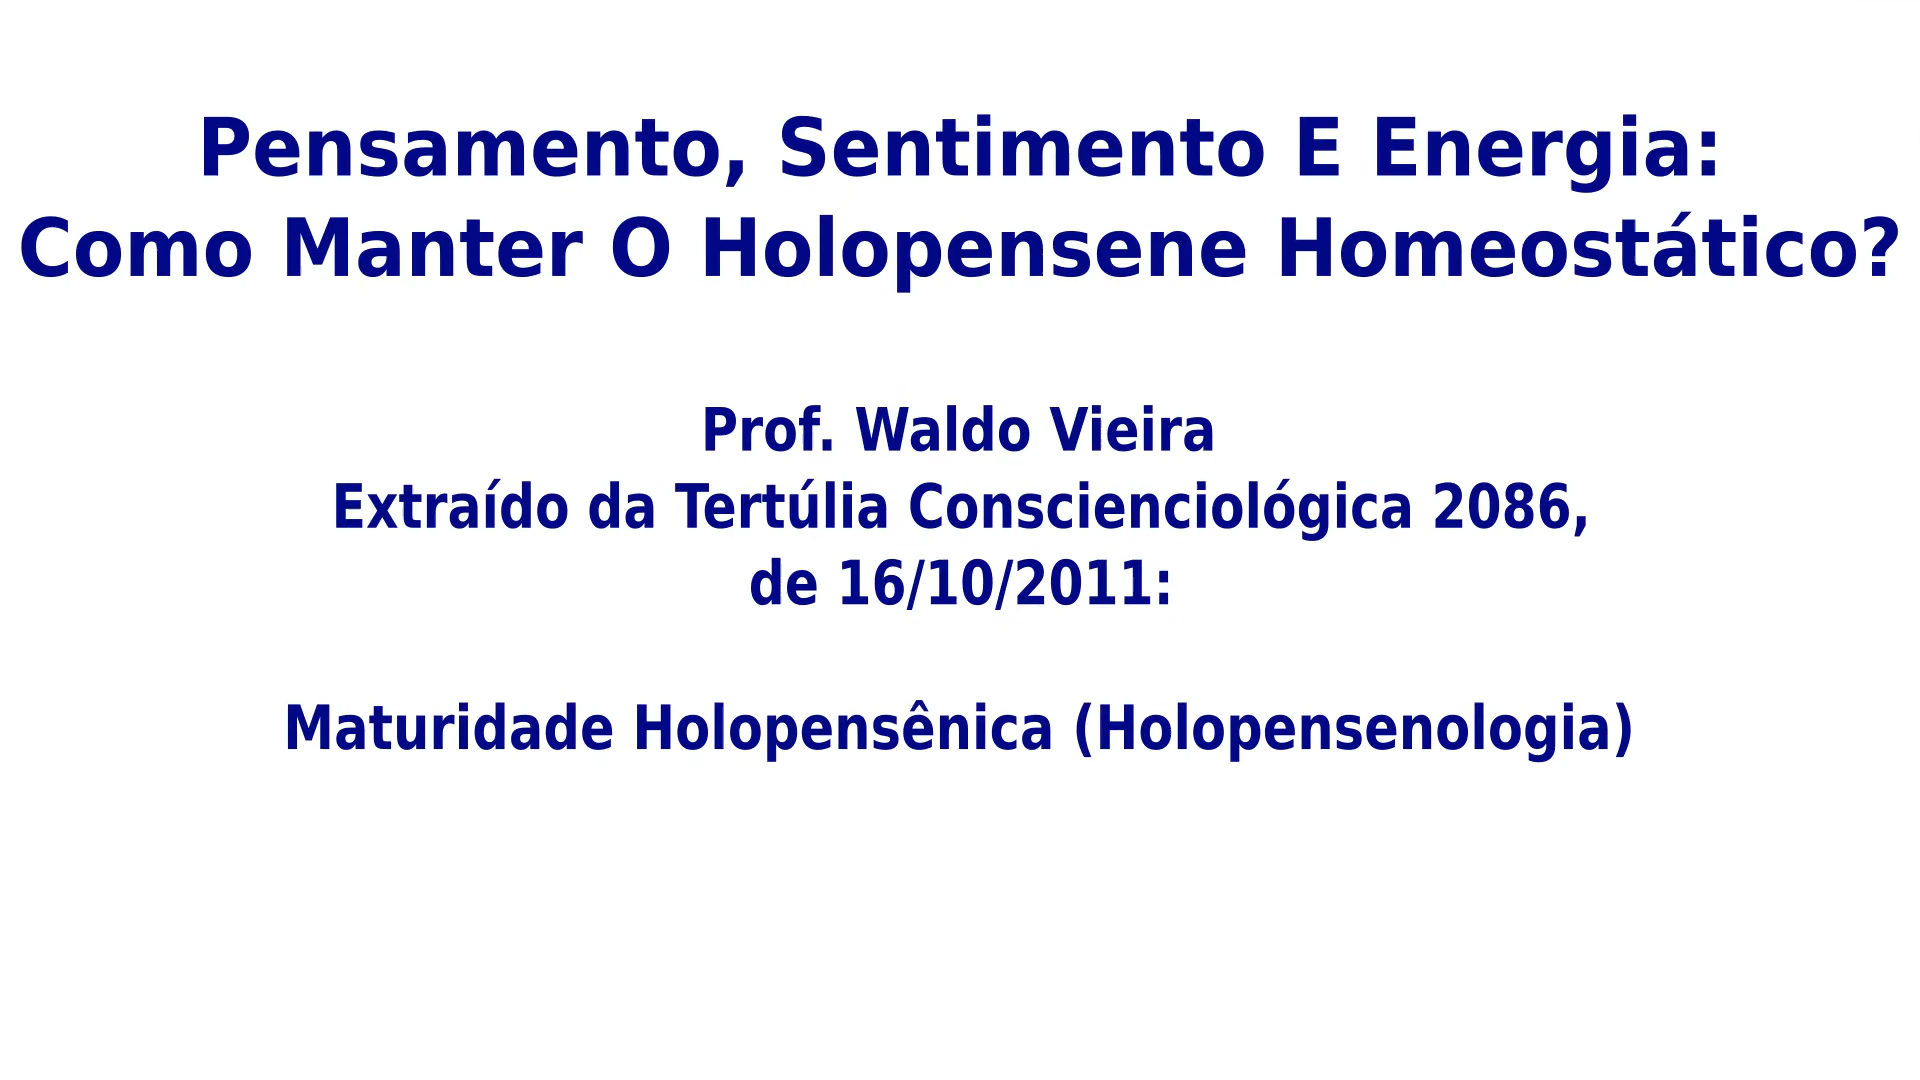 Pensamento, Sentimento E Energia:
Como Manter O Holopensene Homeostático?
Prof. Waldo Vieira
Extraído da Tertúlia Conscienciológica 2086,
de 16/10/2011:
Maturidade Holopensênica (Holopensenologia)